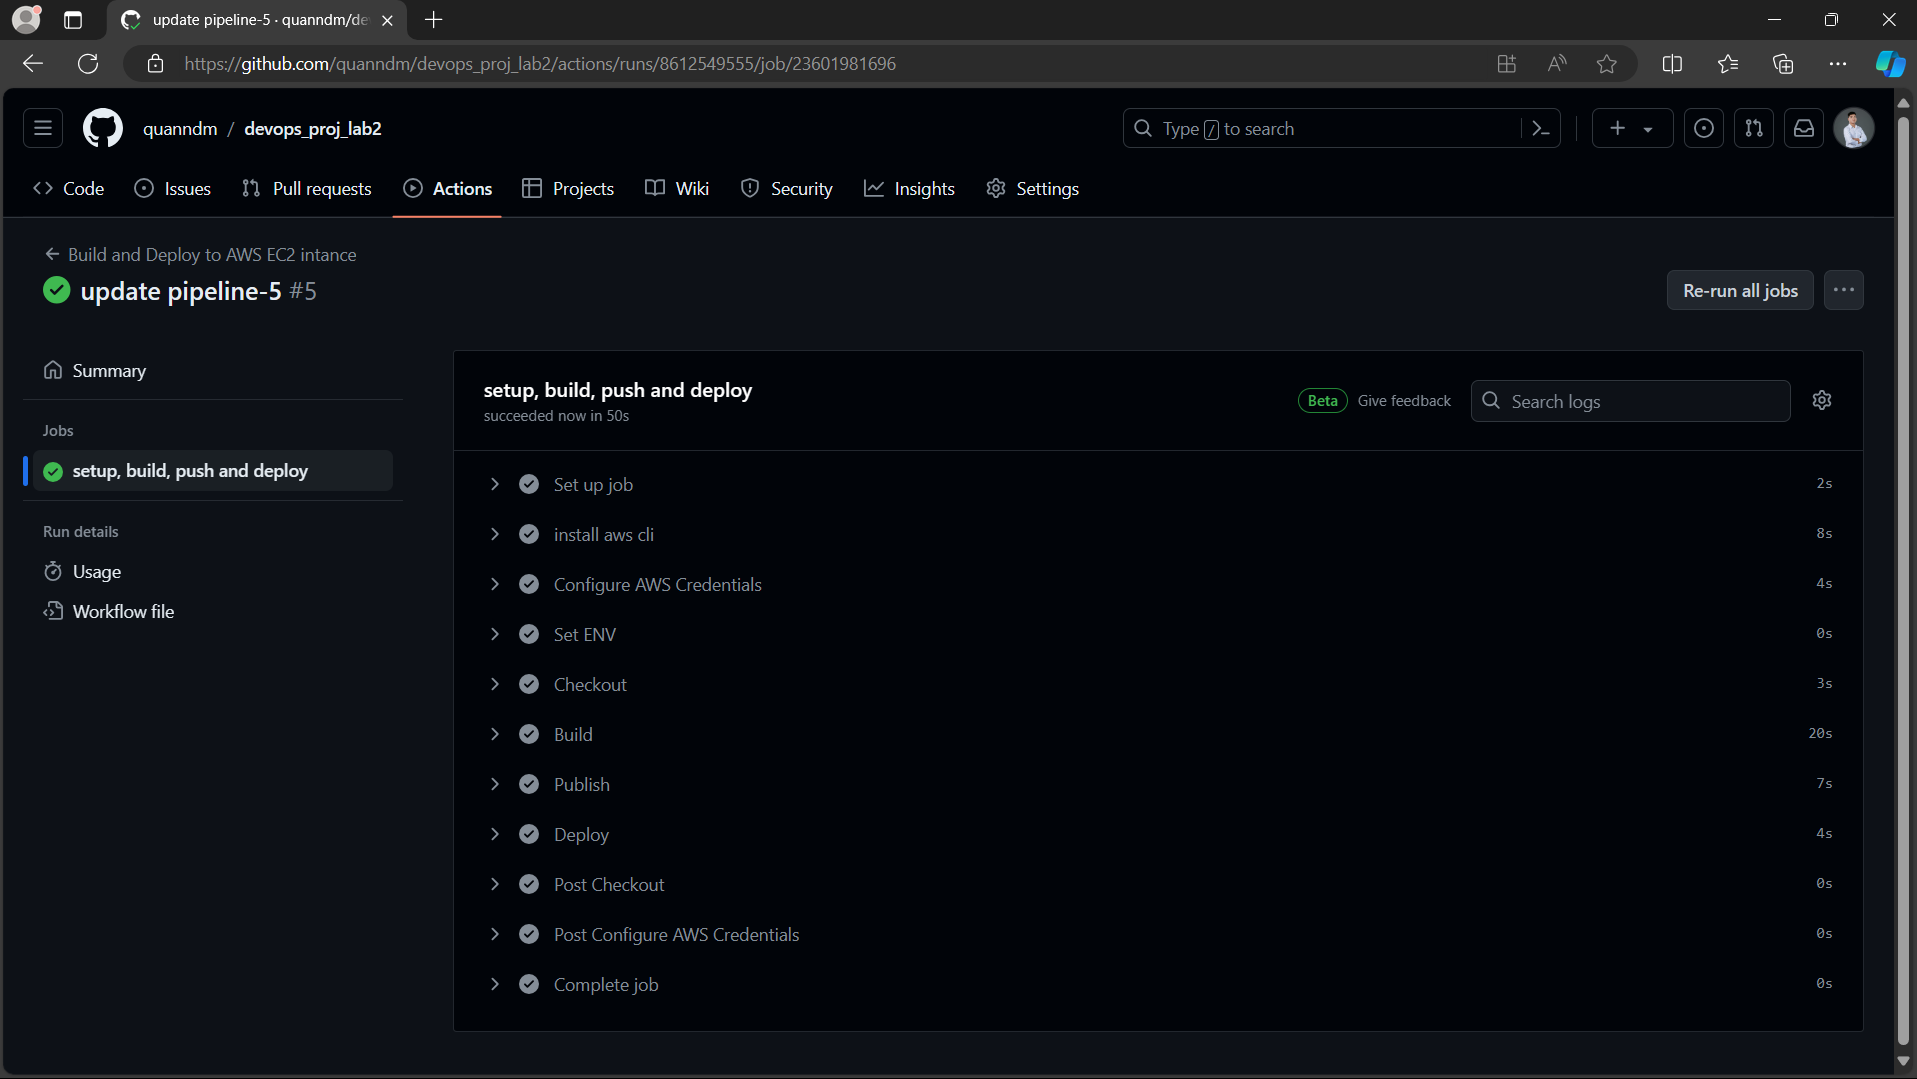 update pipeline-5 · quanndm/de
https://github.com/quanndm/devops_proj_lab2/actions/runs/8612549555/job/23601981696
quanndm / devops_proj_lab2
Type / to search
Code Issues Pull requests Actions Projects Wiki Security Insights Settings
Build and Deploy to AWS EC2 intance
update pipeline-5 #5
Re-run all jobs
Summary
Jobs
setup, build, push and deploy
Run details
Usage
Workflow file
setup, build, push and deploy
succeeded now in 50s
Beta Give feedback
Search logs
Set up job 2s
install aws cli 8s
Configure AWS Credentials 4s
Set ENV 0s
Checkout 3s
Build 20s
Publish 7s
Deploy 4s
Post Checkout 0s
Post Configure AWS Credentials 0s
Complete job 0s